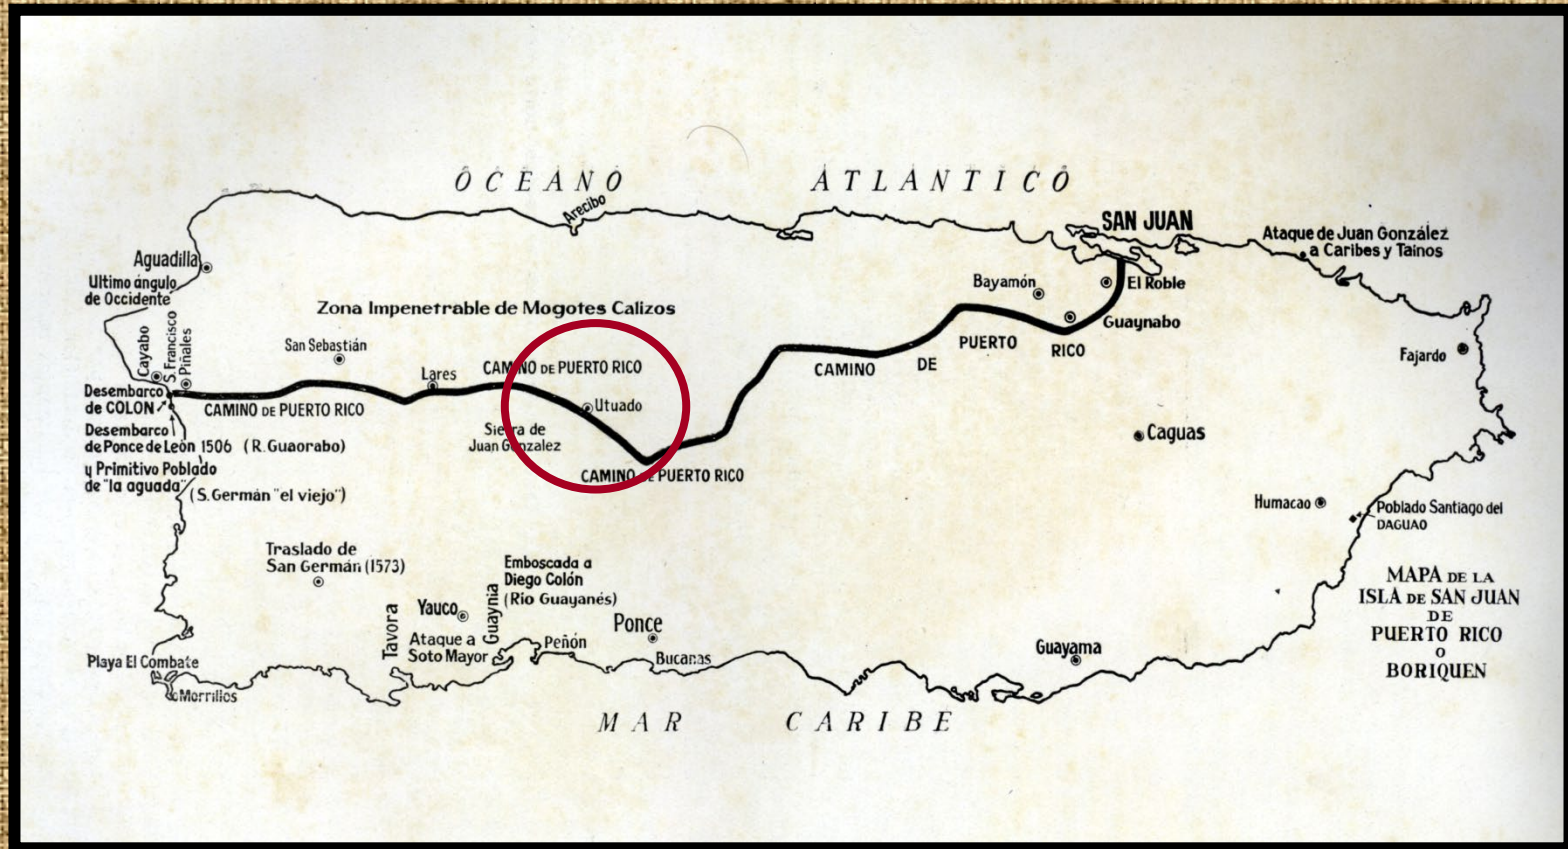 OCEANO ATLANTICO
Arecibo
SAN JUAN
Ataque de Juan González
a Caribes y Tainos
Aguadilla
Ultimo ángulo
de Occidente
Bayamón
El Roble
Zona Impenetrable de Mogotes Calizos
Guaynabo
Cayabo
S. Francisco
Piñales
San Sebastián
PUERTO
RICO
Fajardo
Lares
CAMINO DE PUERTO RICO
CAMINO
DE
Desembarco
de COLON
CAMINO DE PUERTO RICO
Utuado
Desembarco
de Ponce de León 1506 (R. Guaorabo)
Sierra de
Juan Gonzalez
Caguas
y Primitivo Poblado
de "la aguada"
(S. Germán "el viejo")
CAMINO DE PUERTO RICO
Humacao
Poblado Santiago del
DAGUAO
Traslado de
San Germán (1573)
Emboscada a
Diego Colón
(Rio Guayanés)
MAPA DE LA
ISLA DE SAN JUAN
DE
PUERTO RICO
O
BORIQUEN
Tavora
Yauco
Guaynia
Ataque a
Soto Mayor
Peñón
Ponce
Bucanas
Guayama
Playa El Combate
Morrillos
MAR CARIBE